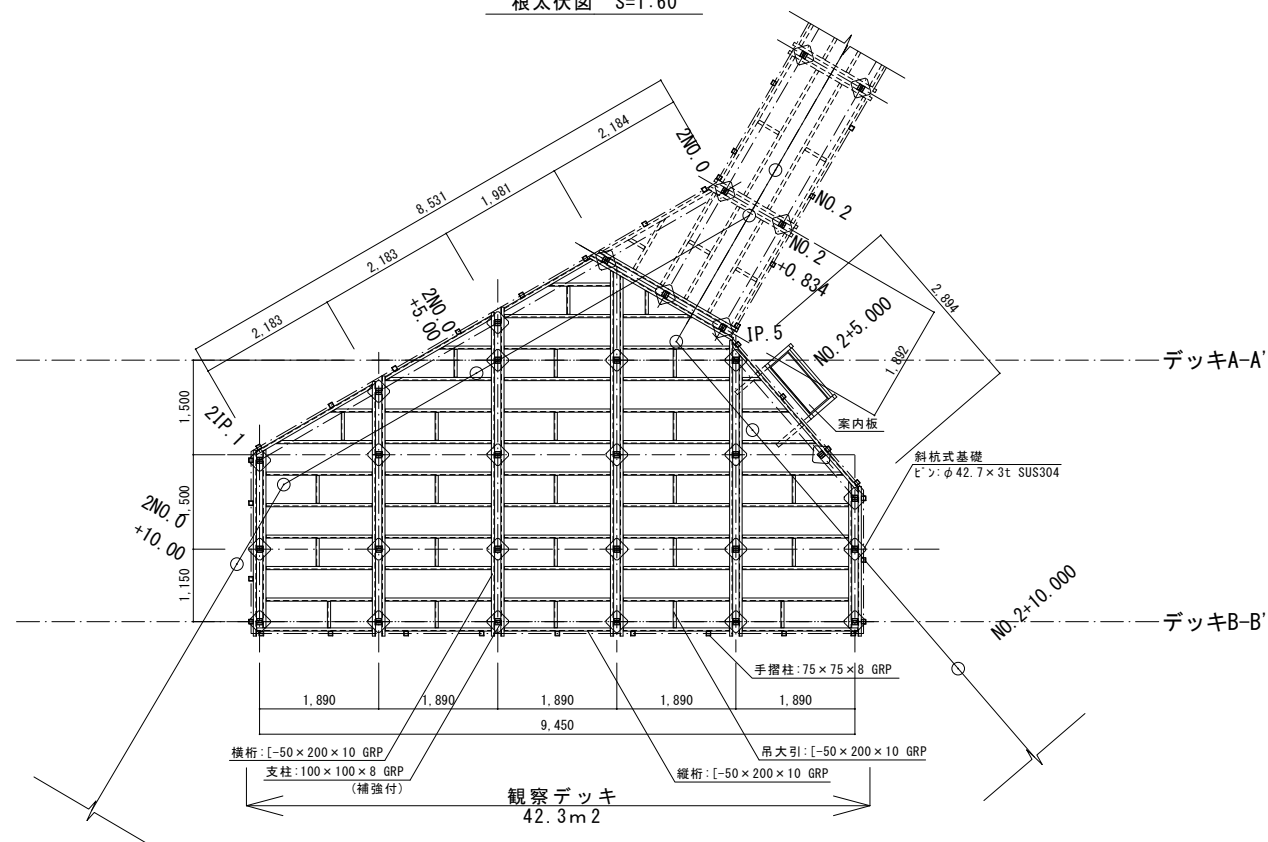 根太伏図 S=1:60
2,184
2NO.0
1,981
8,531
NO.2
2,183
NO.2
+0.834
2,894
2NO.0
+5.00
2,183
IP.5
NO.2+5.000
1,892
デッキA-A'
1,500
2IP.1
案内板
斜杭式基礎
ピン:φ42.7×3t SUS304
1,500
2NO.0
+10.00
1,150
NO.2+10.000
デッキB-B'
手摺柱:75×75×8 GRP
1,890
1,890
1,890
1,890
1,890
9,450
横桁:[-50×200×10 GRP
吊大引:[-50×200×10 GRP
支柱:100×100×8 GRP
縦桁:[-50×200×10 GRP
(補強付)
観察デッキ
42.3m2